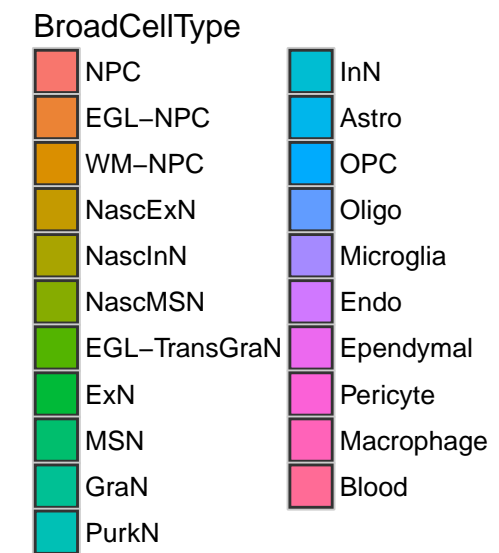 BroadCellType
NPC
EGL−NPC
WM−NPC
NascExN
NascInN
NascMSN
EGL−TransGraN
ExN
MSN
GraN
PurkN
InN
Astro
OPC
Oligo
Microglia
Endo
Ependymal
Pericyte
Macrophage
Blood